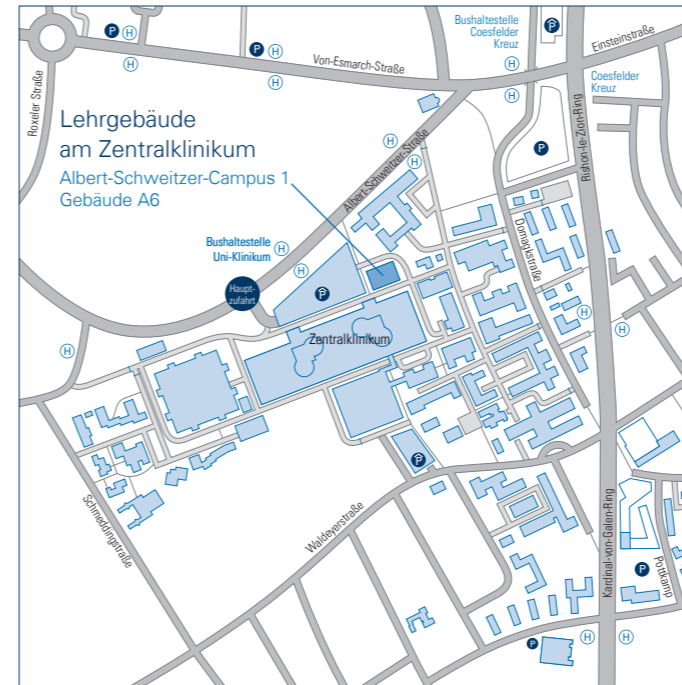 Bushaltestelle
Coesfelder
Kreuz
P
H
P
H
H
H
P
H
H
Einsteinstraße
Von-Esmarch-Straße
Coesfelder
Kreuz
Roxeler Straße
Rishon-le-Zion-Ring
Lehrgebäude
am Zentralklinikum
Albert-Schweitzer-Campus 1
Gebäude A6
Albert-Schweitzer-Straße
H
H
P
Domagkstraße
Bushaltestelle
Uni-Klinikum
H
H
Haupt-
zufahrt
P
Zentralklinikum
H
H
H
P
Schmeddingstraße
Waldeyerstraße
Kardinal-von-Galen-Ring
P
Pottkamp
P
H
H